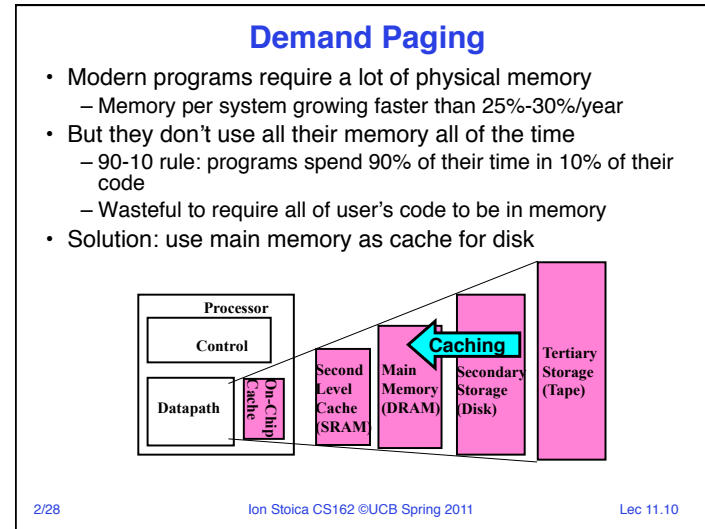 Demand Paging
• Modern programs require a lot of physical memory
– Memory per system growing faster than 25%-30%/year
• But they don’t use all their memory all of the time
– 90-10 rule: programs spend 90% of their time in 10% of their
code
– Wasteful to require all of user’s code to be in memory
• Solution: use main memory as cache for disk
Processor
Control
Datapath
On-Chip
Cache
Second
Level
Cache
(SRAM)
Main
Memory
(DRAM)
Caching
Secondary
Storage
(Disk)
Tertiary
Storage
(Tape)
2/28
Ion Stoica CS162 ©UCB Spring 2011
Lec 11.10